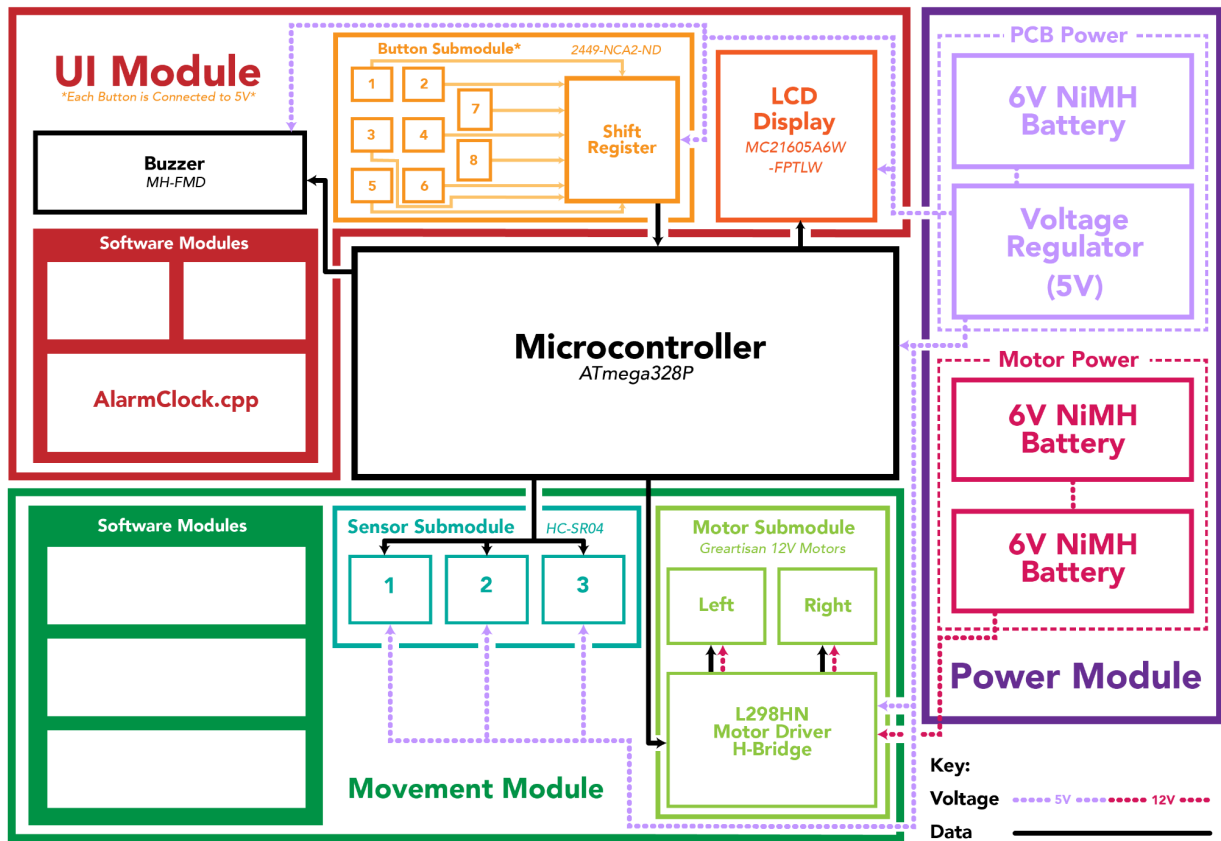 UI Module
*Each Button is Connected to 5V*
Button Submodule*
2449-NCA2-ND
1
2
7
3
4
8
5
6
Shift
Register
LCD
Display
MC21605A6W
-FPTLW
Buzzer
MH-FMD
Software Modules
AlarmClock.cpp
Microcontroller
ATmega328P
PCB Power
6V NiMH
Battery
Voltage
Regulator
(5V)
Motor Power
6V NiMH
Battery
6V NiMH
Battery
Power Module
Software Modules
Sensor Submodule
HC-SR04
1
2
3
Motor Submodule
Greartisan 12V Motors
Left
Right
L298HN
Motor Driver
H-Bridge
Movement Module
Key:
Voltage
5V
12V
Data